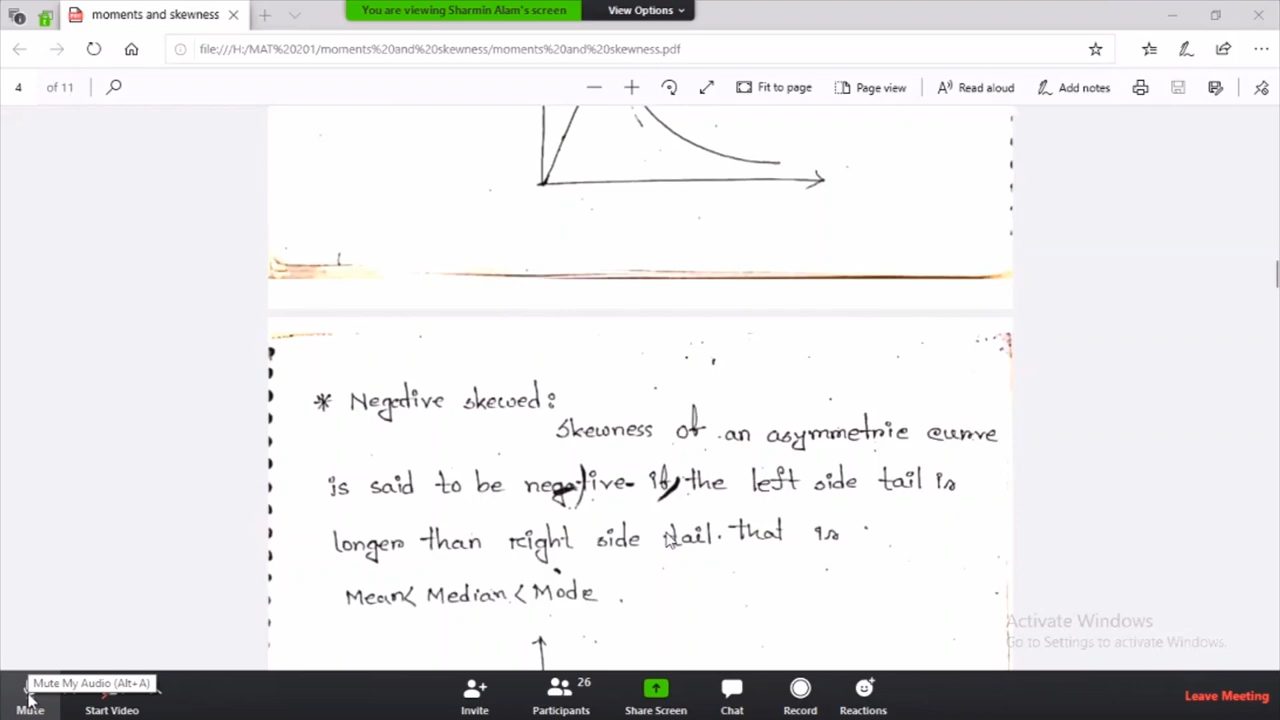 moments and skewness
You are viewing Sharmin Alam's screen
View Options
file:///H:/MAT%20201/moments%20and%20skewness/moments%20and%20skewness.pdf
4 of 11
Fit to page
Page view
Read aloud
Add notes
* Negative skewed:
Skewness of an asymmetric curve
is said to be negative if the left side tail is
longer than right side tail. that is
Mean < Median < Mode .
Activate Windows
Go to Settings to activate Windows.
Mute My Audio (Alt+A)
26
Mute
Start Video
Invite
Participants
Share Screen
Chat
Record
Reactions
Leave Meeting